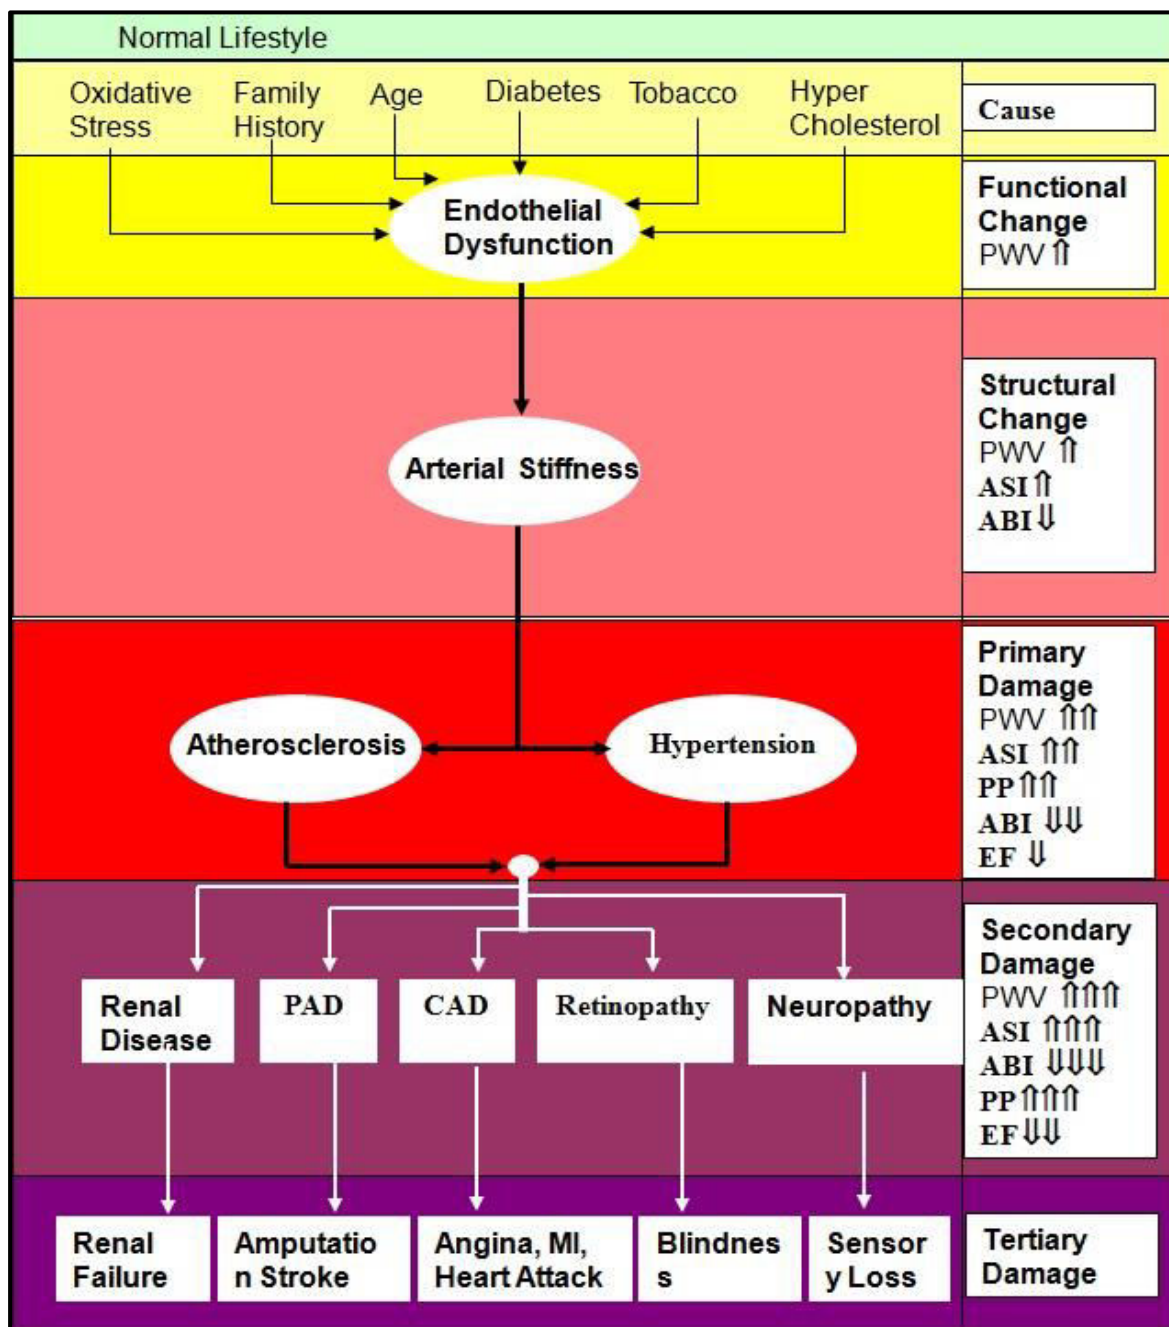 Normal Lifestyle
Oxidative
Stress
Family
History
Age
Diabetes
Tobacco
Hyper
Cholesterol
Cause
Endothelial
Dysfunction
Functional
Change
PWV ⇑
Arterial Stiffness
Structural
Change
PWV ⇑
ASI ⇑
ABI ⇓
Atherosclerosis
Hypertension
Primary
Damage
PWV ⇑⇑
ASI ⇑⇑
PP ⇑⇑
ABI ⇓⇓
EF ⇓
Renal
Disease
PAD
CAD
Retinopathy
Neuropathy
Secondary
Damage
PWV ⇑⇑⇑
ASI ⇑⇑⇑
ABI ⇓⇓⇓
PP ⇑⇑⇑
EF ⇓⇓
Renal
Failure
Amputatio
n Stroke
Angina, MI,
Heart Attack
Blindnes
s
Sensor
y Loss
Tertiary
Damage